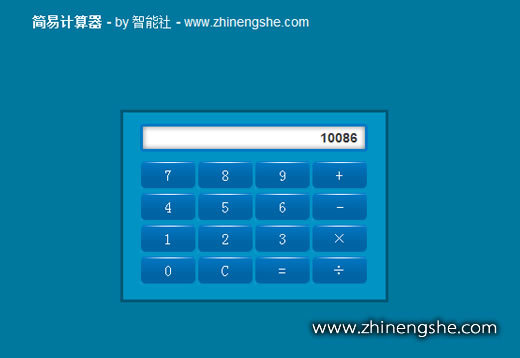 简易计算器 - by 智能社 - www.zhinengshe.com
10086
7 8 9 +
4 5 6 -
1 2 3 ×
0 C = ÷
www.zhinengshe.com